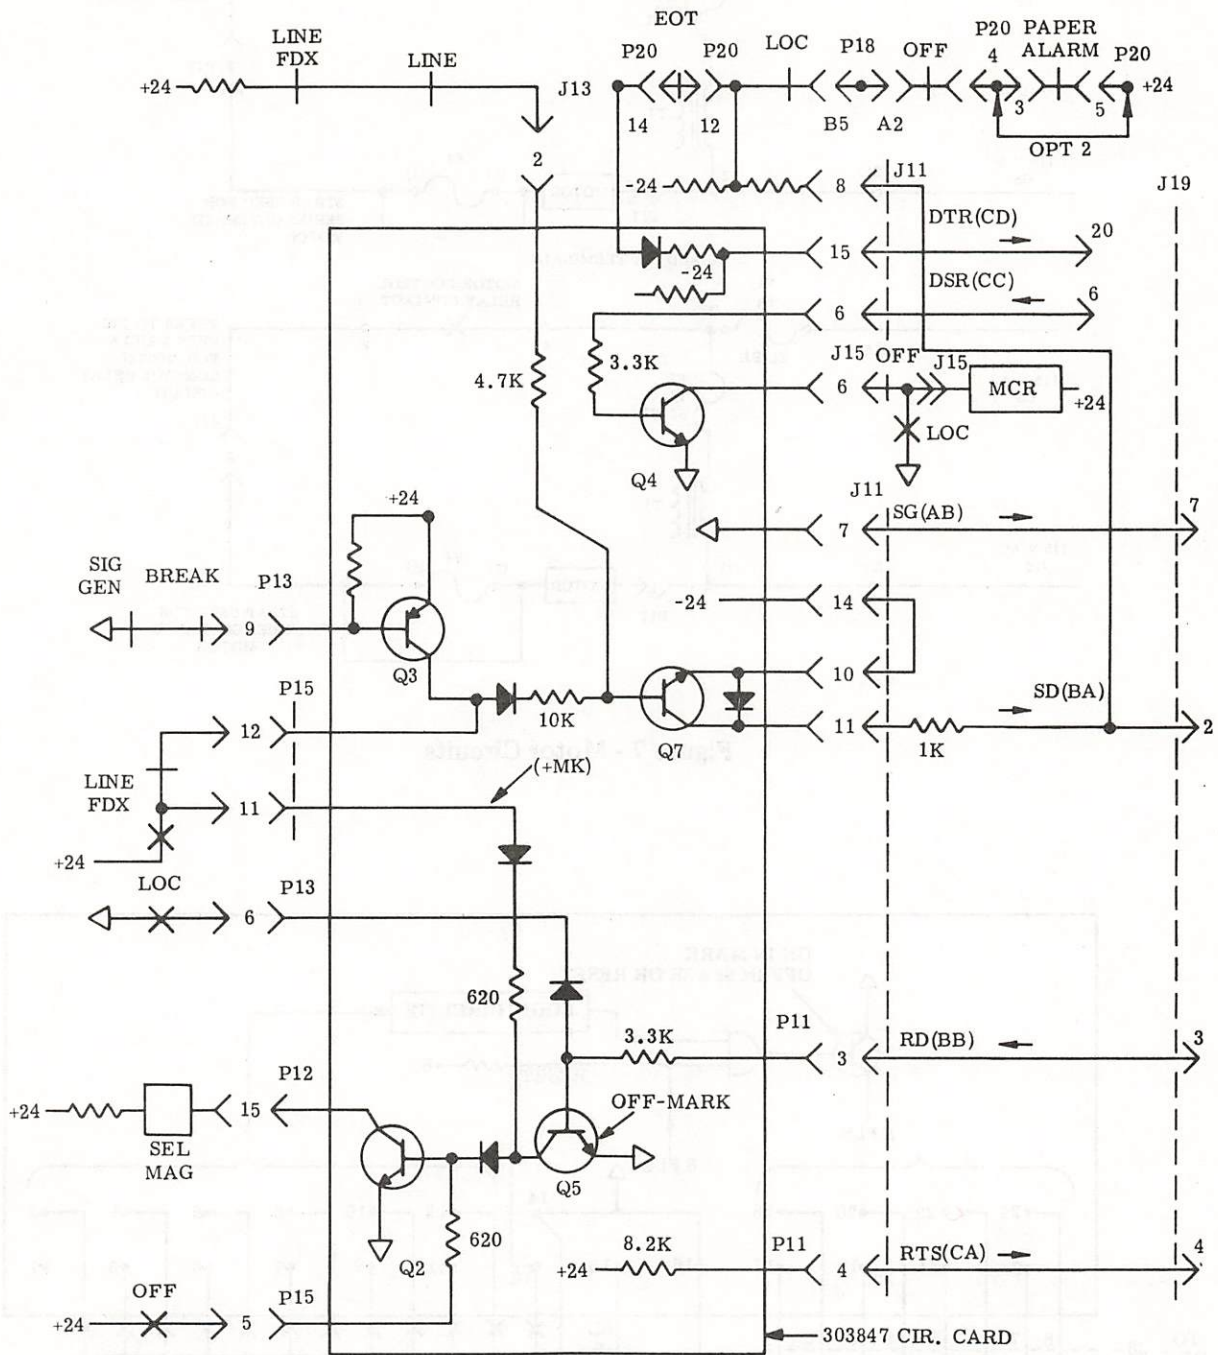 EOT
LINE FDX
LINE
P20
P20
LOC
P18
OFF
P20
4
PAPER ALARM
P20
+24
J13
14
12
B5
A2
3
5
+24
OPT 2
2
-24
8
J11
J19
DTR(CD)
15
20
-24
DSR(CC)
6
6
4.7K
3.3K
J15
OFF
J15
6
MCR
+24
LOC
Q4
+24
J11
SG(AB)
7
7
SIG GEN
BREAK
P13
9
-24
14
Q3
10
P15
SD(BA)
12
10K
11
2
Q7
1K
(+MK)
LINE FDX
11
+24
LOC
P13
6
620
3.3K
P11
RD(BB)
3
3
P12
OFF-MARK
+24
15
SEL MAG
Q5
Q2
620
8.2K
P11
RTS(CA)
4
+24
4
OFF
P15
+24
5
303847 CIR. CARD